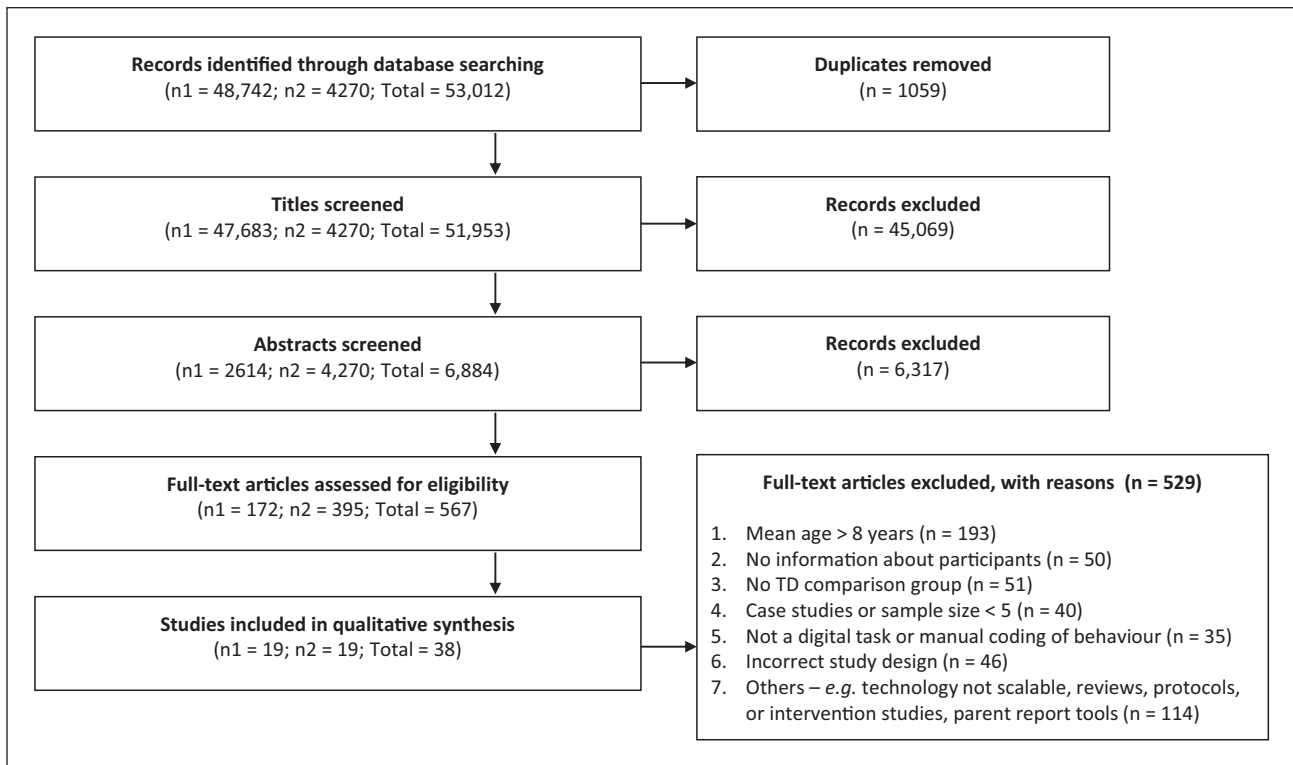 Records identified through database searching
(n1 = 48,742; n2 = 4270; Total = 53,012)
Duplicates removed
(n = 1059)
Titles screened
(n1 = 47,683; n2 = 4270; Total = 51,953)
Records excluded
(n = 45,069)
Abstracts screened
(n1 = 2614; n2 = 4,270; Total = 6,884)
Records excluded
(n = 6,317)
Full-text articles assessed for eligibility
(n1 = 172; n2 = 395; Total = 567)
Studies included in qualitative synthesis
(n1 = 19; n2 = 19; Total = 38)
Full-text articles excluded, with reasons (n = 529)
1. Mean age > 8 years (n = 193)
2. No information about participants (n = 50)
3. No TD comparison group (n = 51)
4. Case studies or sample size < 5 (n = 40)
5. Not a digital task or manual coding of behaviour (n = 35)
6. Incorrect study design (n = 46)
7. Others – e.g. technology not scalable, reviews, protocols,
or intervention studies, parent report tools (n = 114)